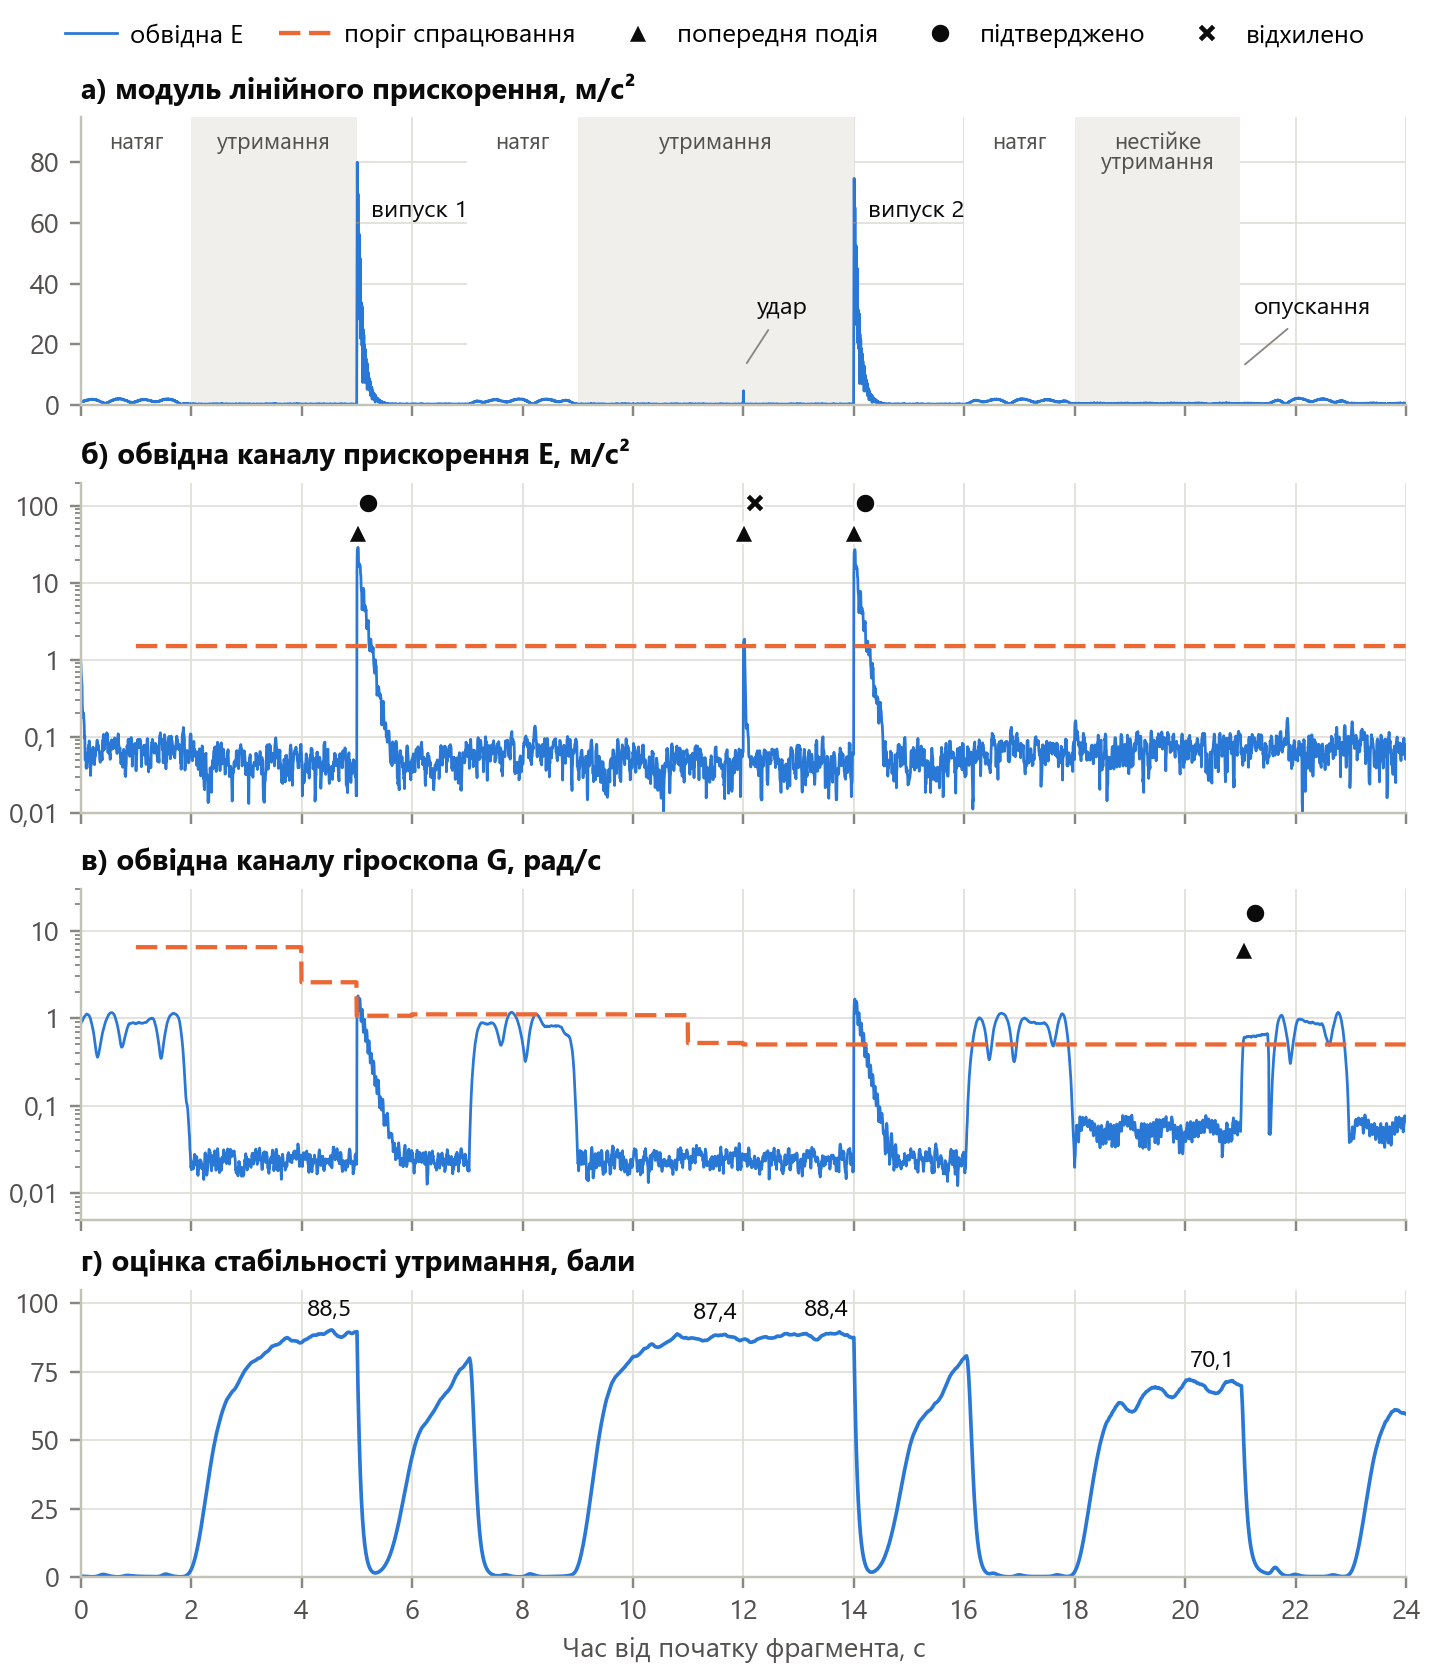 обвідна E поріг спрацювання попередня подія підтверджено відхилено
а) модуль лінійного прискорення, м/с²
натяг утримання натяг утримання натяг нестійке
утримання
80
випуск 1 випуск 2
60
40
удар опускання
20
0
б) обвідна каналу прискорення E, м/с²
100
10
1
0,1
0,01
в) обвідна каналу гіроскопа G, рад/с
10
1
0,1
0,01
г) оцінка стабільності утримання, бали
100
88,5 87,4 88,4
75
70,1
50
25
0
0 2 4 6 8 10 12 14 16 18 20 22 24
Час від початку фрагмента, с